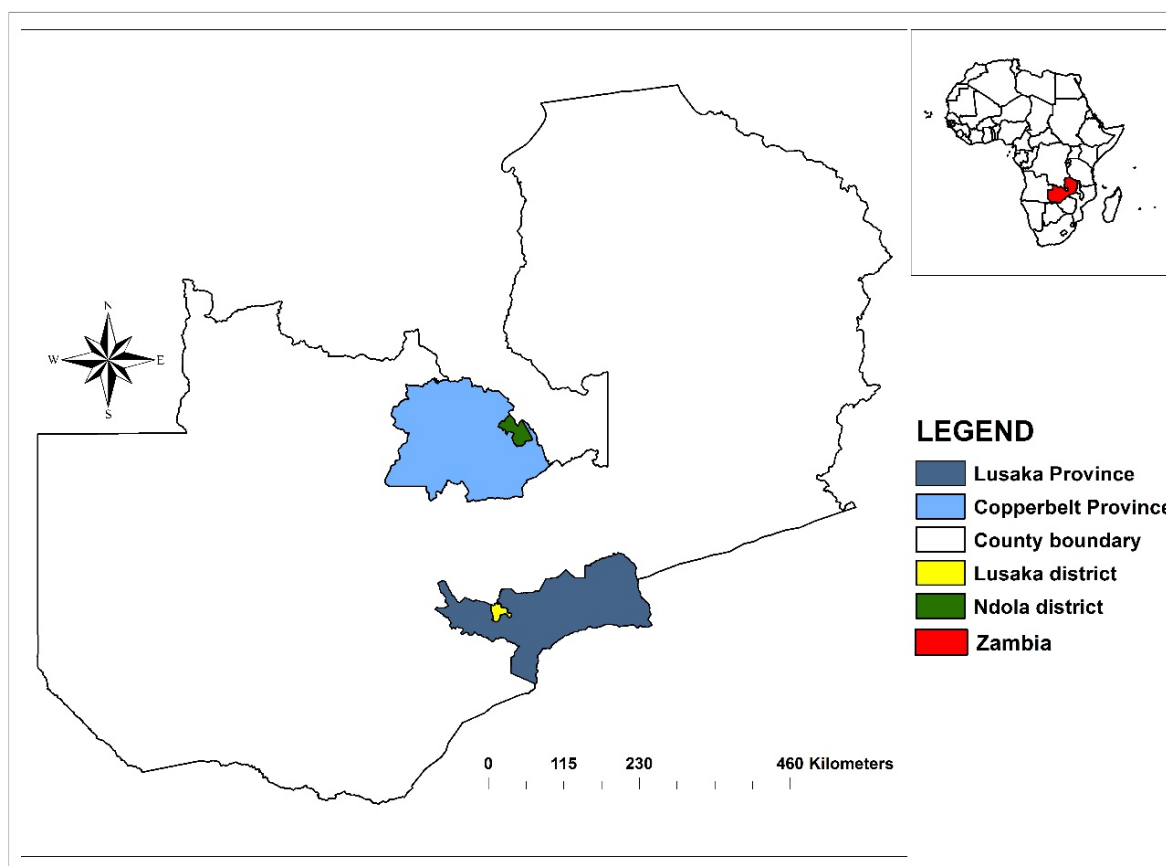 N
W E
S
LEGEND
Lusaka Province
Copperbelt Province
County boundary
Lusaka district
Ndola district
Zambia
0 115 230 460 Kilometers